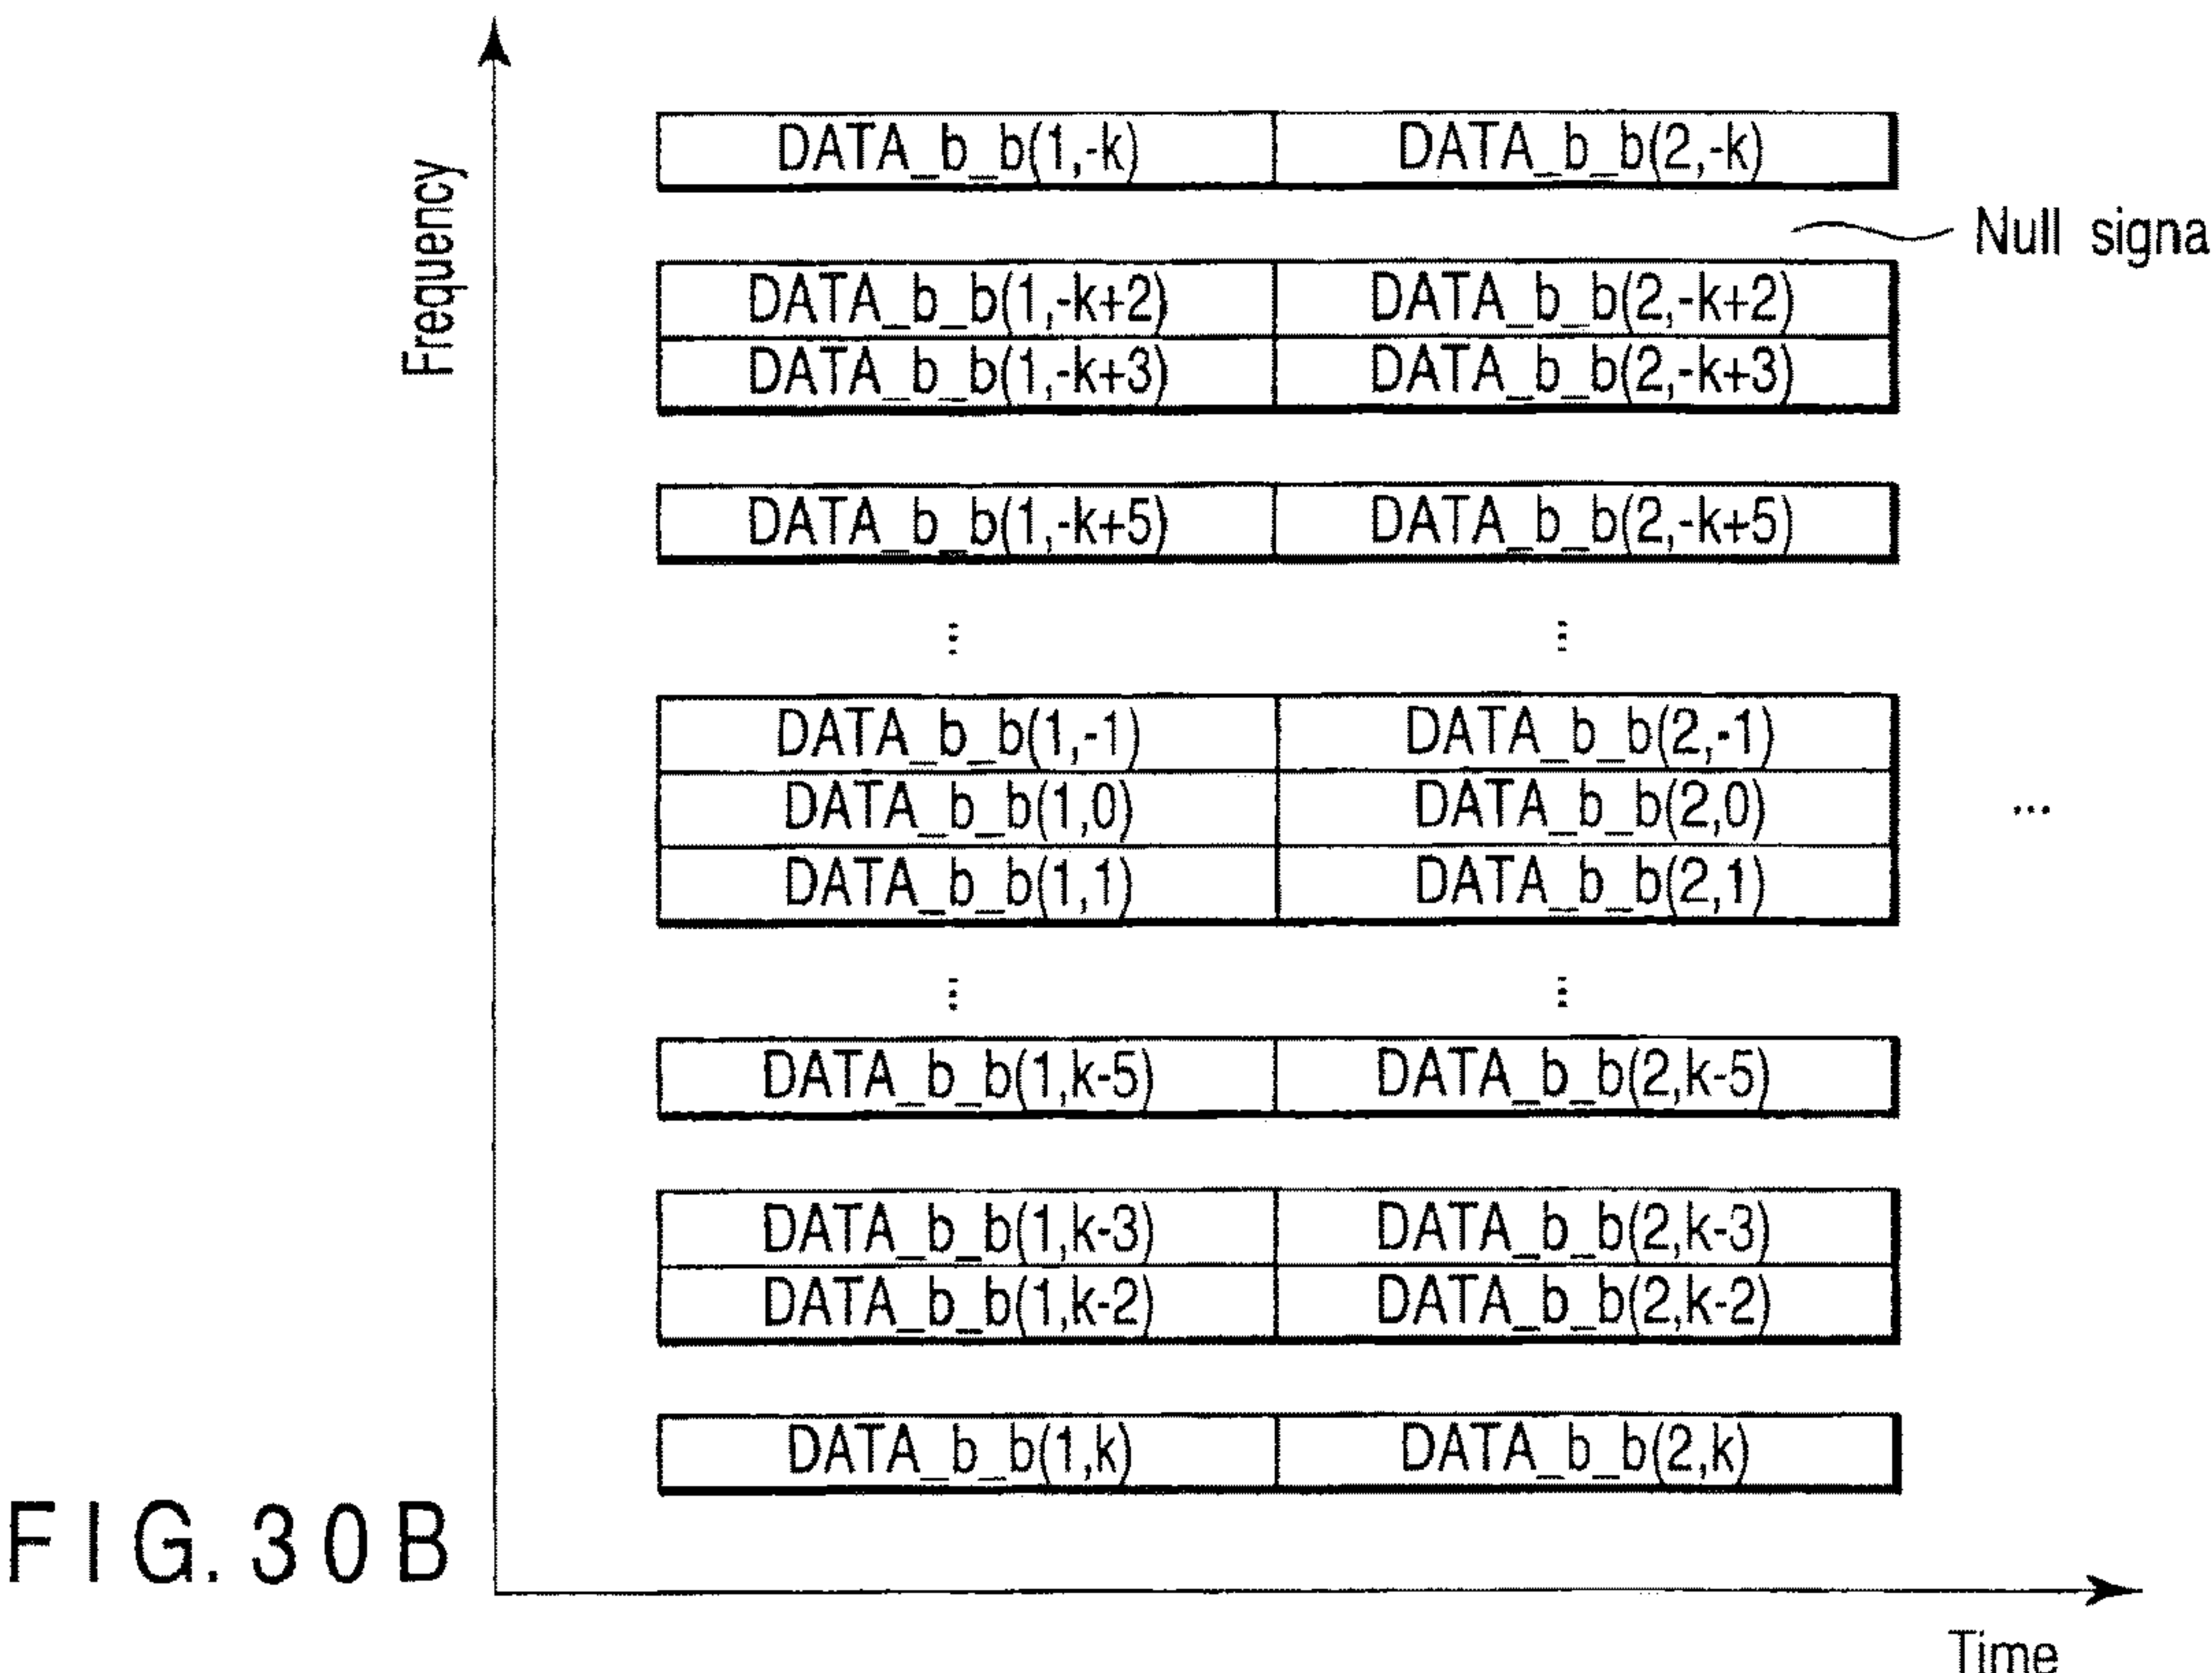 Frequency
DATA_b_b(1,-k) DATA_b_b(2,-k)
Null signa
DATA_b_b(1,-k+2) DATA_b_b(2,-k+2)
DATA_b_b(1,-k+3) DATA_b_b(2,-k+3)
DATA_b_b(1,-k+5) DATA_b_b(2,-k+5)
... ...
DATA_b_b(1,-1) DATA_b_b(2,-1)
DATA_b_b(1,0) DATA_b_b(2,0) ...
DATA_b_b(1,1) DATA_b_b(2,1)
... ...
DATA_b_b(1,k-5) DATA_b_b(2,k-5)
DATA_b_b(1,k-3) DATA_b_b(2,k-3)
DATA_b_b(1,k-2) DATA_b_b(2,k-2)
DATA_b_b(1,k) DATA_b_b(2,k)
FIG. 30B
Time